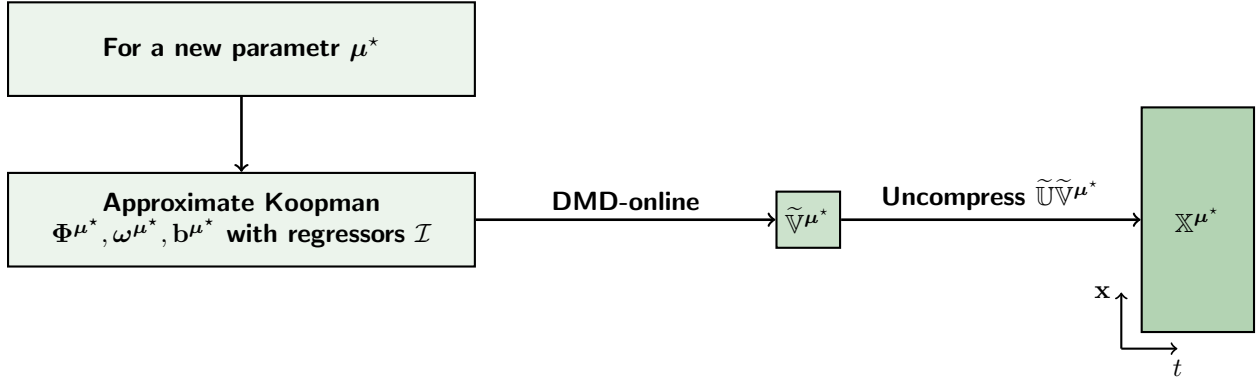 For a new parametr μ⋆
Approximate Koopman
Φ^μ⋆, ω^μ⋆, b^μ⋆ with regressors ℐ
DMD-online
𝕍̃^μ⋆
Uncompress 𝕌̃𝕍̃^μ⋆
𝕏^μ⋆
x
t